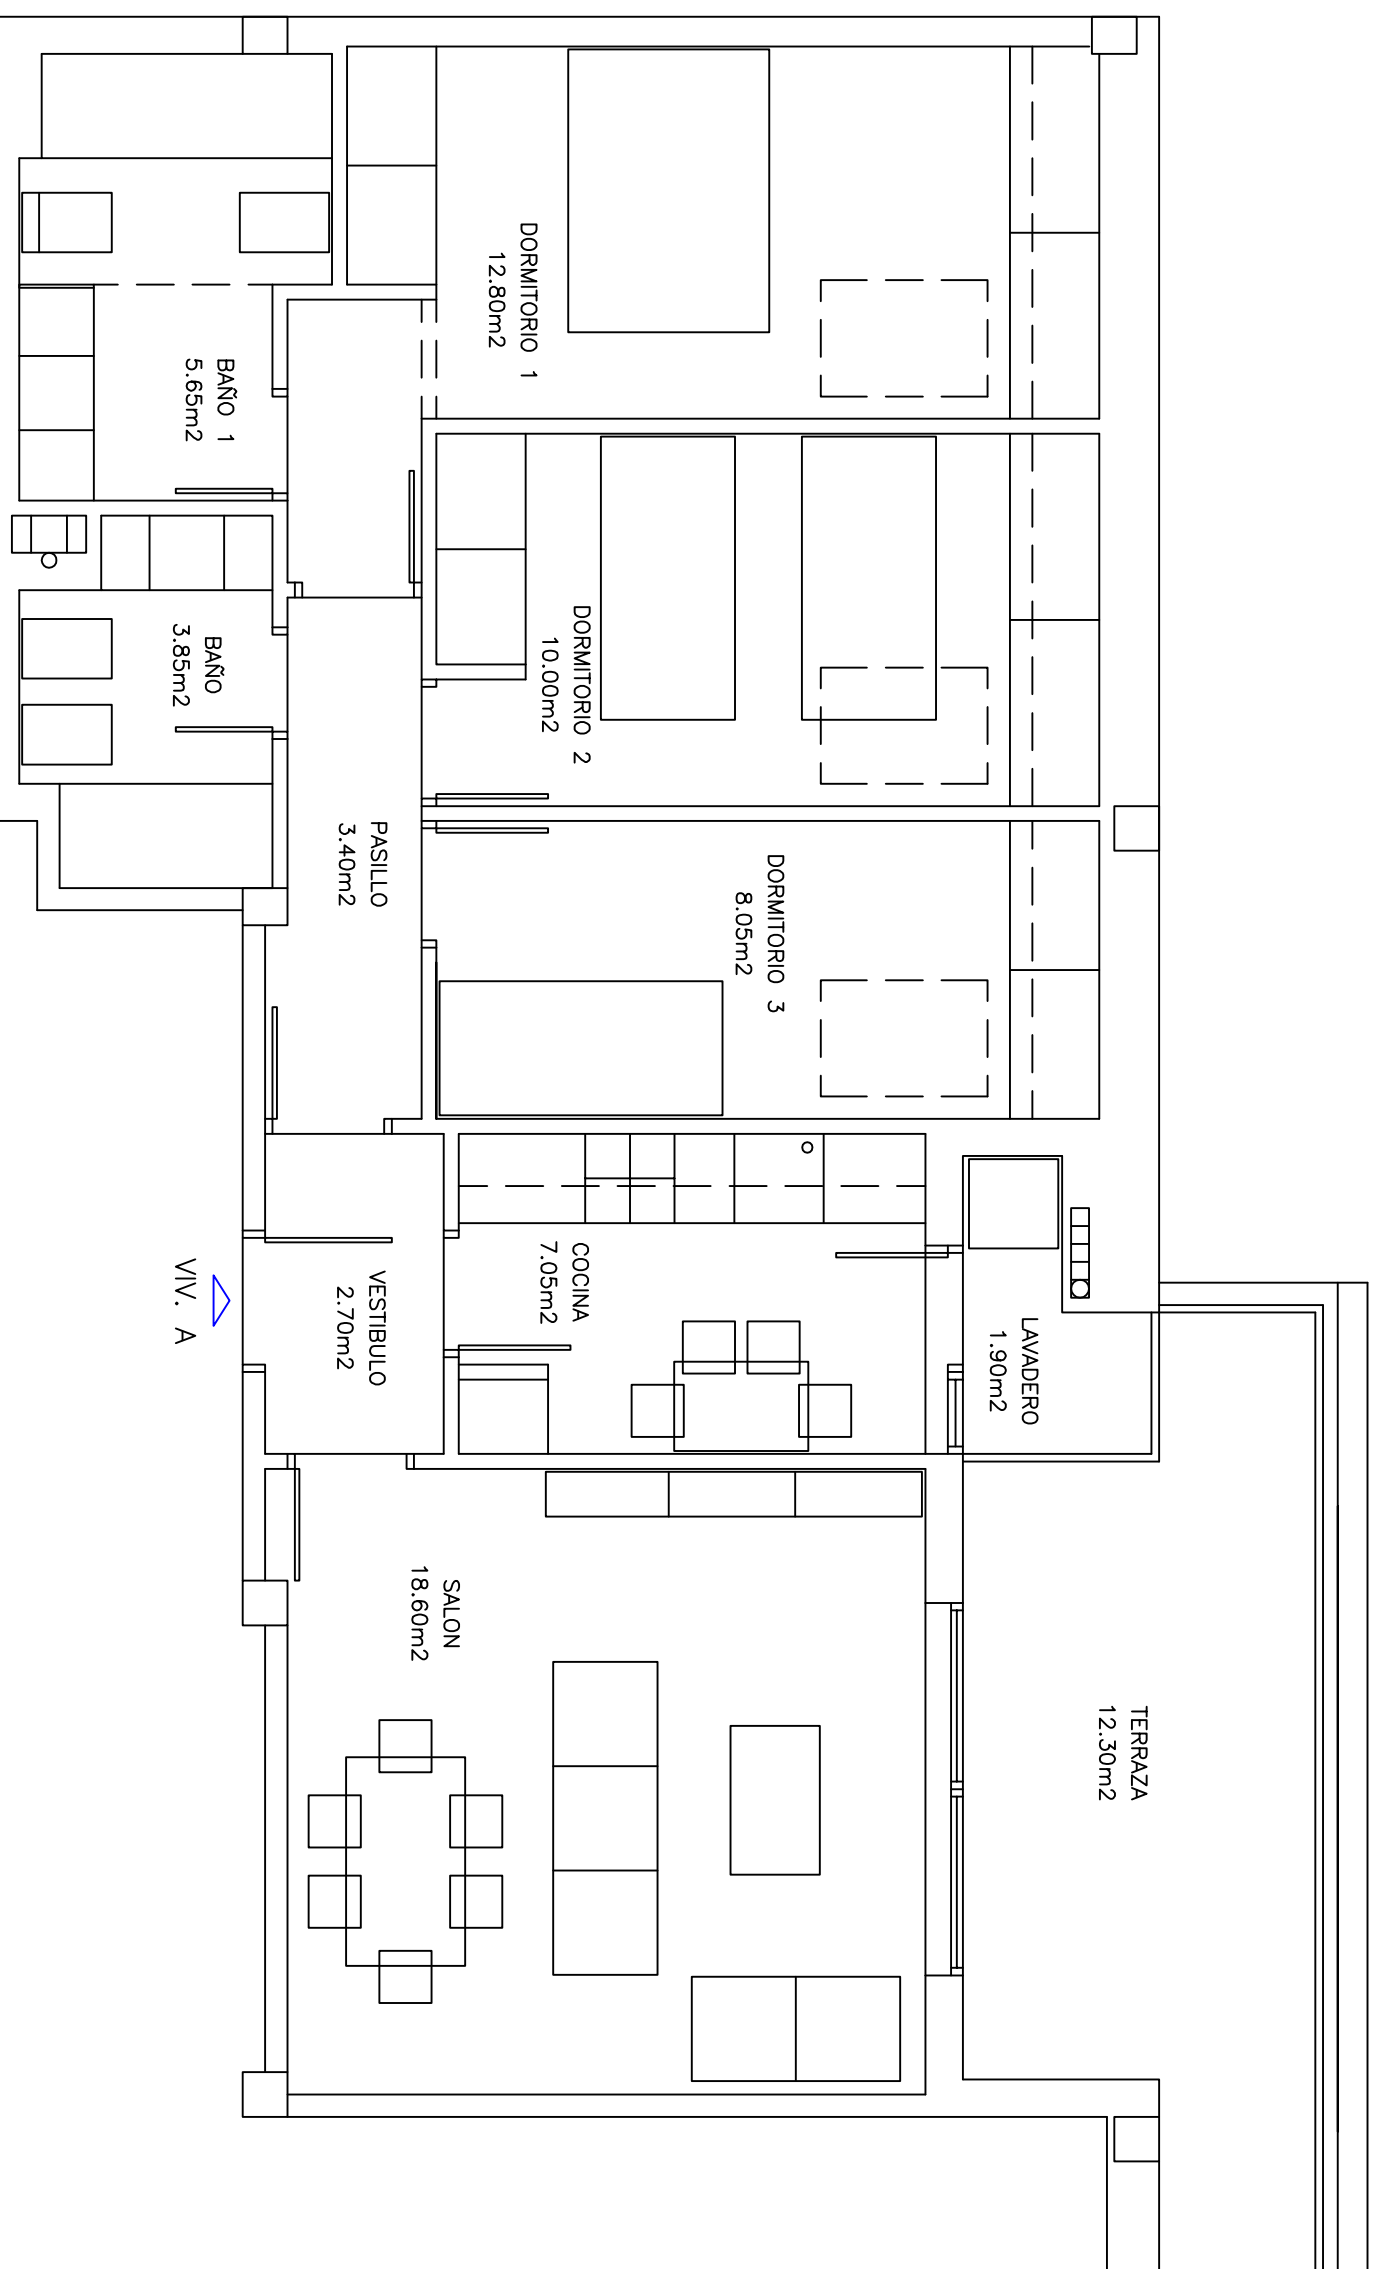 DORMITORIO 1
12.80m2
BAÑO 1
5.65m2
DORMITORIO 2
10.00m2
BAÑO
3.85m2
PASILLO
3.40m2
DORMITORIO 3
8.05m2
COCINA
7.05m2
VESTIBULO
2.70m2
VIV. A
LAVADERO
1.90m2
SALON
18.60m2
TERRAZA
12.30m2